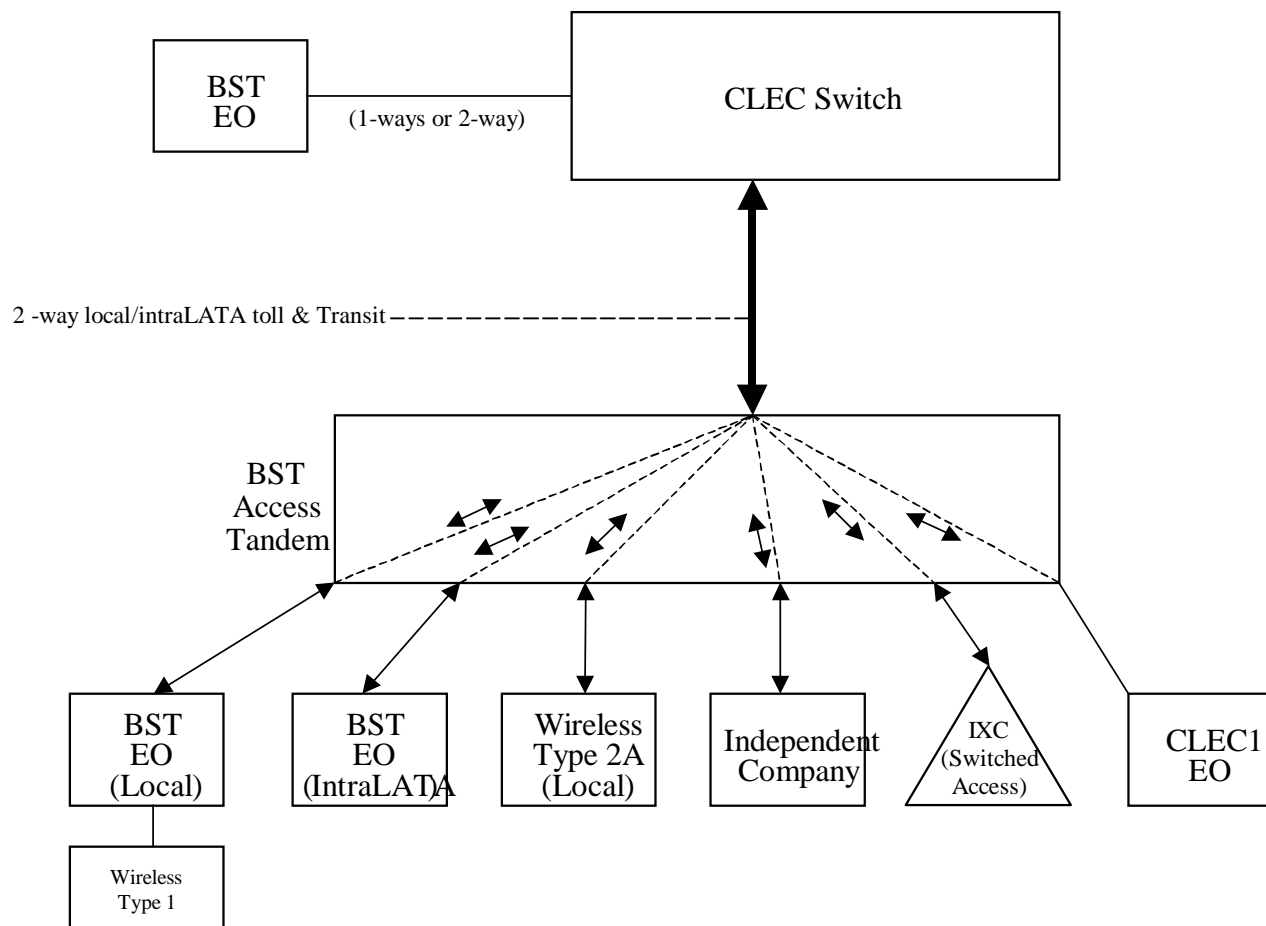 BST
EO
(1-ways or 2-way)
CLEC Switch
2 -way local/intraLATA toll & Transit
BST
Access
Tandem
BST
EO
(Local)
BST
EO
(IntraLAT)A
Wireless
Type 2A
(Local)
Independent
Company
IXC
(Switched
Access)
CLEC1
EO
Wireless
Type 1